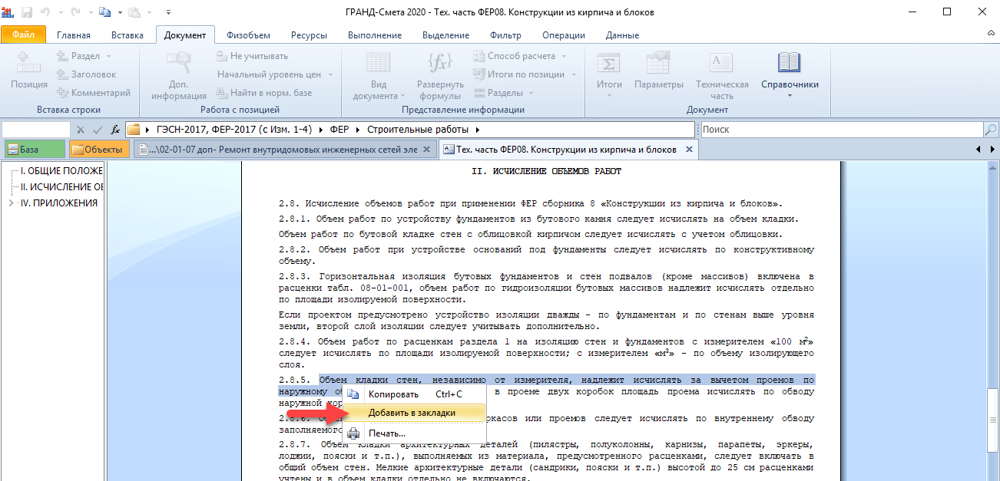 ГРАНД-Смета 2020 - Тех. часть ФЕР08. Конструкции из кирпича и блоков
Файл Главная Вставка Документ Физобъем Ресурсы Выполнение Выделение Фильтр Операции Данные
Позиция
Раздел
Заголовок
Комментарий
Вставка строки
Доп. информация
Не учитывать
Начальный уровень цен
Найти в норм. базе
Работа с позицией
Вид документа
Развернуть формулы
Способ расчета
Итоги по позиции
Разделы
Представление информации
Итоги
Параметры
Техническая часть
Справочники
Документ
fx ГЭСН-2017, ФЕР-2017 (с Изм. 1-4) ФЕР Строительные работы Поиск
База Объекты ...\02-01-07 доп- Ремонт внутридомовых инженерных сетей эле Тех. часть ФЕР08. Конструкции из кирпича и блоков
I. ОБЩИЕ ПОЛОЖЕ
II. ИСЧИСЛЕНИЕ ОБ
IV. ПРИЛОЖЕНИЯ
II. ИСЧИСЛЕНИЕ ОБЪЕМОВ РАБОТ
2.8. Исчисление объемов работ при применении ФЕР сборника 8 «Конструкции из кирпича и блоков».
2.8.1. Объем работ по устройству фундаментов из бутового камня следует исчислять на объем кладки.
Объем работ по бутовой кладке стен с облицовкой кирпичом следует исчислять с учетом облицовки.
2.8.2. Объем работ при устройстве оснований под фундаменты следует исчислять по конструктивному
объему.
2.8.3. Горизонтальная изоляция бутовых фундаментов и стен подвалов (кроме массивов) включена в
расценки табл. 08-01-001, объем работ по гидроизоляции бутовых массивов надлежит исчислять отдельно
по площади изолируемой поверхности.
Если проектом предусмотрено устройство изоляции дважды - по фундаментам и по стенам выше уровня
земли, второй слой изоляции следует учитывать дополнительно.
2.8.4. Объем работ по расценкам раздела 1 на изоляцию стен и фундаментов с измерителем «100 м²»
следует исчислять по площади изолируемой поверхности; с измерителем «м³» - по объему изолирующего
слоя.
2.8.5. Объем кладки стен, независимо от измерителя, надлежит исчислять за вычетом проемов по
наружному об в проеме двух коробок площадь проема исчислять по обводу
наружной кор
2.8.6. Объ ркасов или проемов следует исчислять по внутреннему обводу
заполняемого
Копировать Ctrl+C
Добавить в закладки
Печать...
2.8.7. Объем кладки архитектурных деталей (пилястры, полуколонны, карнизы, парапеты, эркеры,
лоджии, пояски и т.п.), выполняемых из материала, предусмотренного расценками, следует включать в
общий объем стен. Мелкие архитектурные детали (сандрики, пояски и т.п.) высотой до 25 см расценками
учтены и в объем кладки отдельно не включаются.